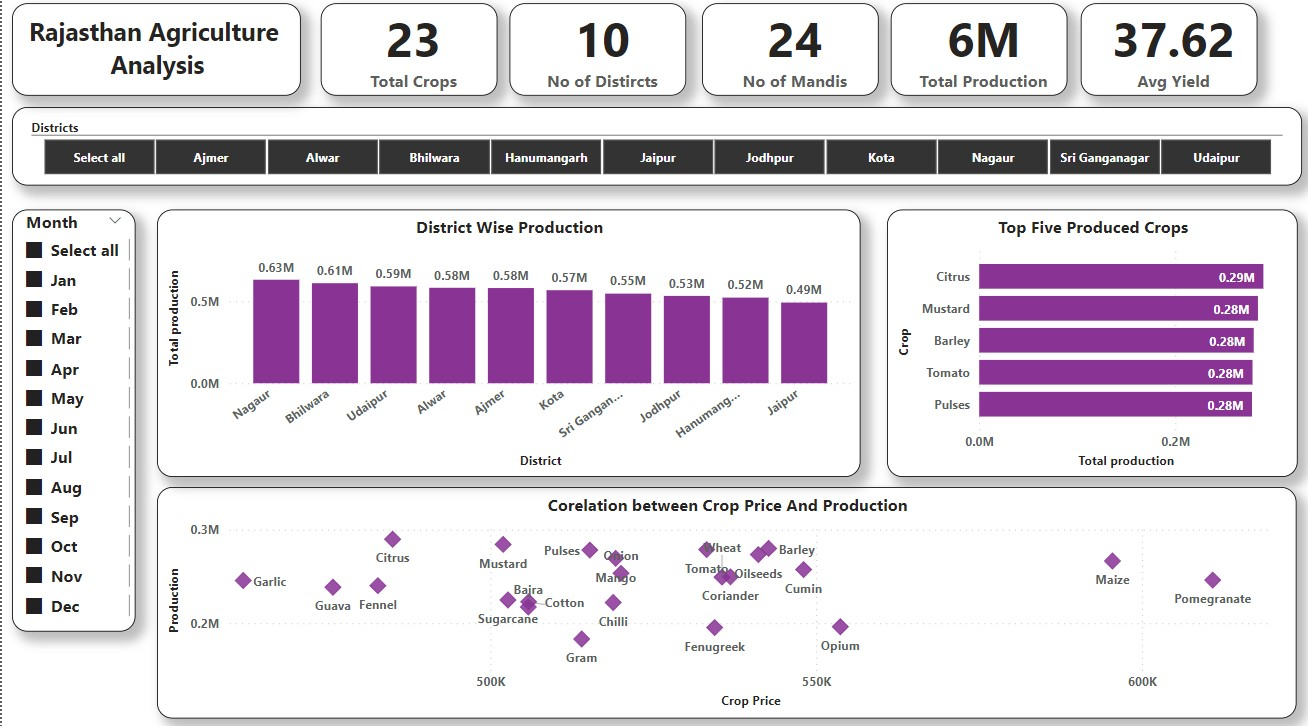 Rajasthan Agriculture
Analysis
23
Total Crops
10
No of Distircts
24
No of Mandis
6M
Total Production
37.62
Avg Yield
Districts
Select all
Ajmer
Alwar
Bhilwara
Hanumangarh
Jaipur
Jodhpur
Kota
Nagaur
Sri Ganganagar
Udaipur
Month
Select all
Jan
Feb
Mar
Apr
May
Jun
Jul
Aug
Sep
Oct
Nov
Dec
District Wise Production
Total production
0.5M
0.0M
0.63M
0.61M
0.59M
0.58M
0.58M
0.57M
0.55M
0.53M
0.52M
0.49M
Nagaur
Bhilwara
Udaipur
Alwar
Ajmer
Kota
Sri Gangan...
Jodhpur
Hanumang...
Jaipur
District
Top Five Produced Crops
Crop
Citrus 0.29M
Mustard 0.28M
Barley 0.28M
Tomato 0.28M
Pulses 0.28M
0.0M 0.2M
Total production
Corelation between Crop Price And Production
Production
0.3M
0.2M
Garlic
Guava
Fennel
Citrus
Mustard
Bajra
Sugarcane
Cotton
Pulses
Onion
Mango
Chilli
Gram
Wheat
Tomato
Oilseeds
Coriander
Barley
Cumin
Fenugreek
Opium
Maize
Pomegranate
500K 550K 600K
Crop Price